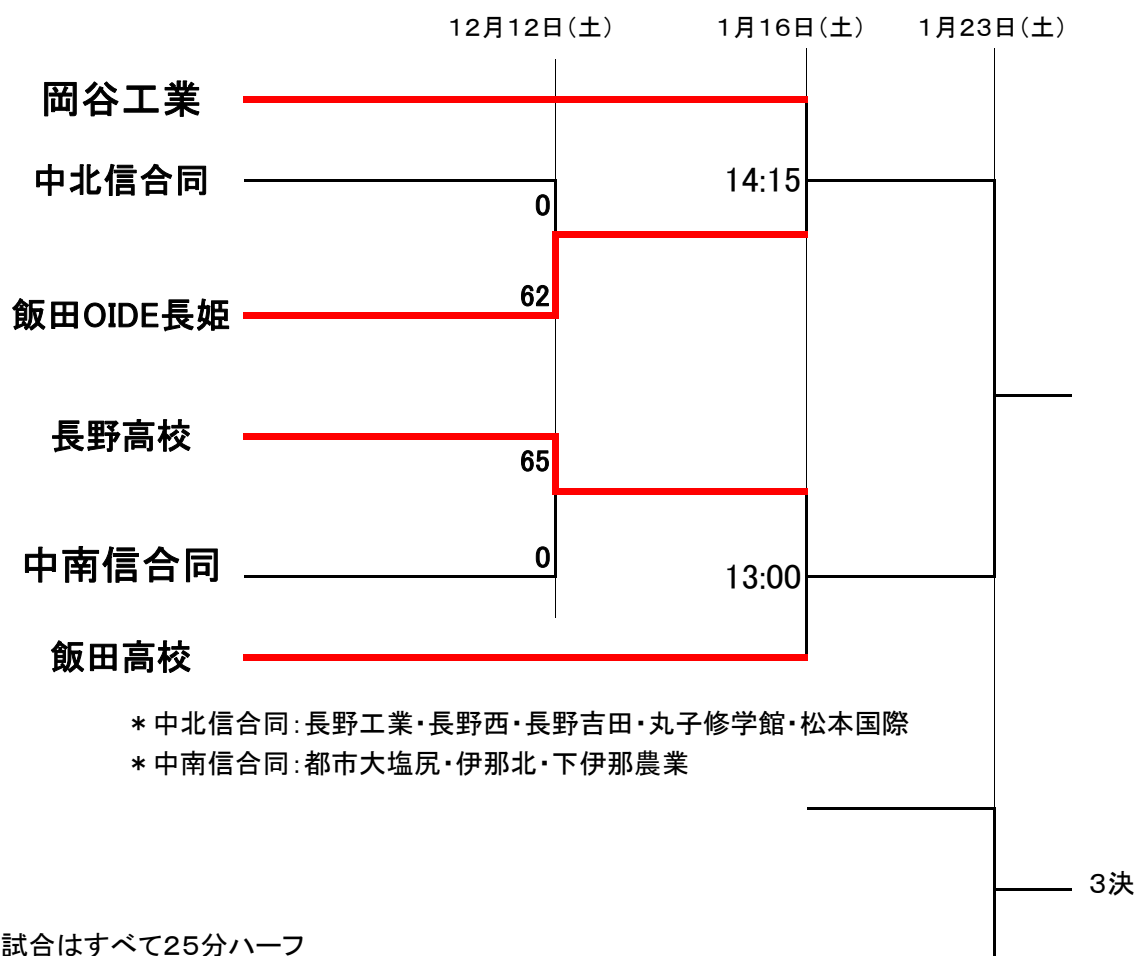 12月12日(土) 1月16日(土) 1月23日(土)
岡谷工業
中北信合同 14:15
0
62
飯田OIDE長姫
長野高校
65
0
中南信合同 13:00
飯田高校
*中北信合同:長野工業・長野西・長野吉田・丸子修学館・松本国際
*中南信合同:都市大塩尻・伊那北・下伊那農業
3決
試合はすべて25分ハーフ